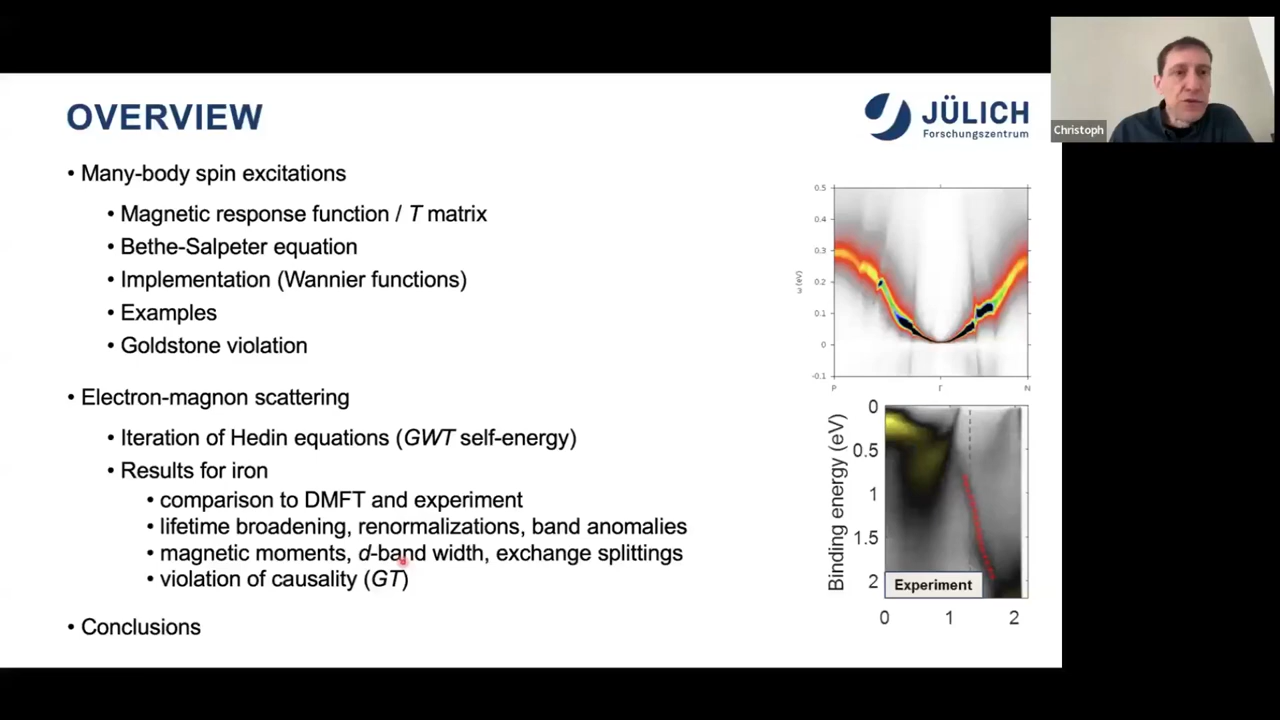 OVERVIEW
JÜLICH
Forschungszentrum
Christoph
• Many-body spin excitations
• Magnetic response function / T matrix
• Bethe-Salpeter equation
• Implementation (Wannier functions)
• Examples
• Goldstone violation
• Electron-magnon scattering
• Iteration of Hedin equations (GWT self-energy)
• Results for iron
• comparison to DMFT and experiment
• lifetime broadening, renormalizations, band anomalies
• magnetic moments, d-band width, exchange splittings
• violation of causality (GT)
• Conclusions
0.5
0.4
0.3
0.2
0.1
0
-0.1
ω (eV)
P Γ N
Binding energy (eV)
0
0.5
1
1.5
2
Experiment
0 1 2